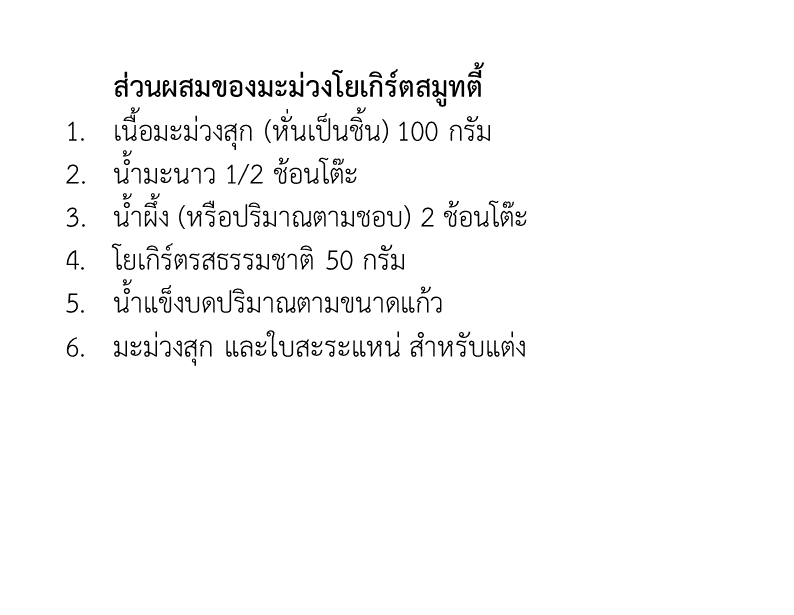 ส่วนผสมของมะม่วงโยเกิร์ตสมูทตี้
1. เนื้อมะม่วงสุก (หั่นเป็นชิ้น) 100 กรัม
2. น้ำมะนาว 1/2 ช้อนโต๊ะ
3. น้ำผึ้ง (หรือปริมาณตามชอบ) 2 ช้อนโต๊ะ
4. โยเกิร์ตรสธรรมชาติ 50 กรัม
5. น้ำแข็งบดปริมาณตามขนาดแก้ว
6. มะม่วงสุก และใบสะระแหน่ สำหรับแต่ง